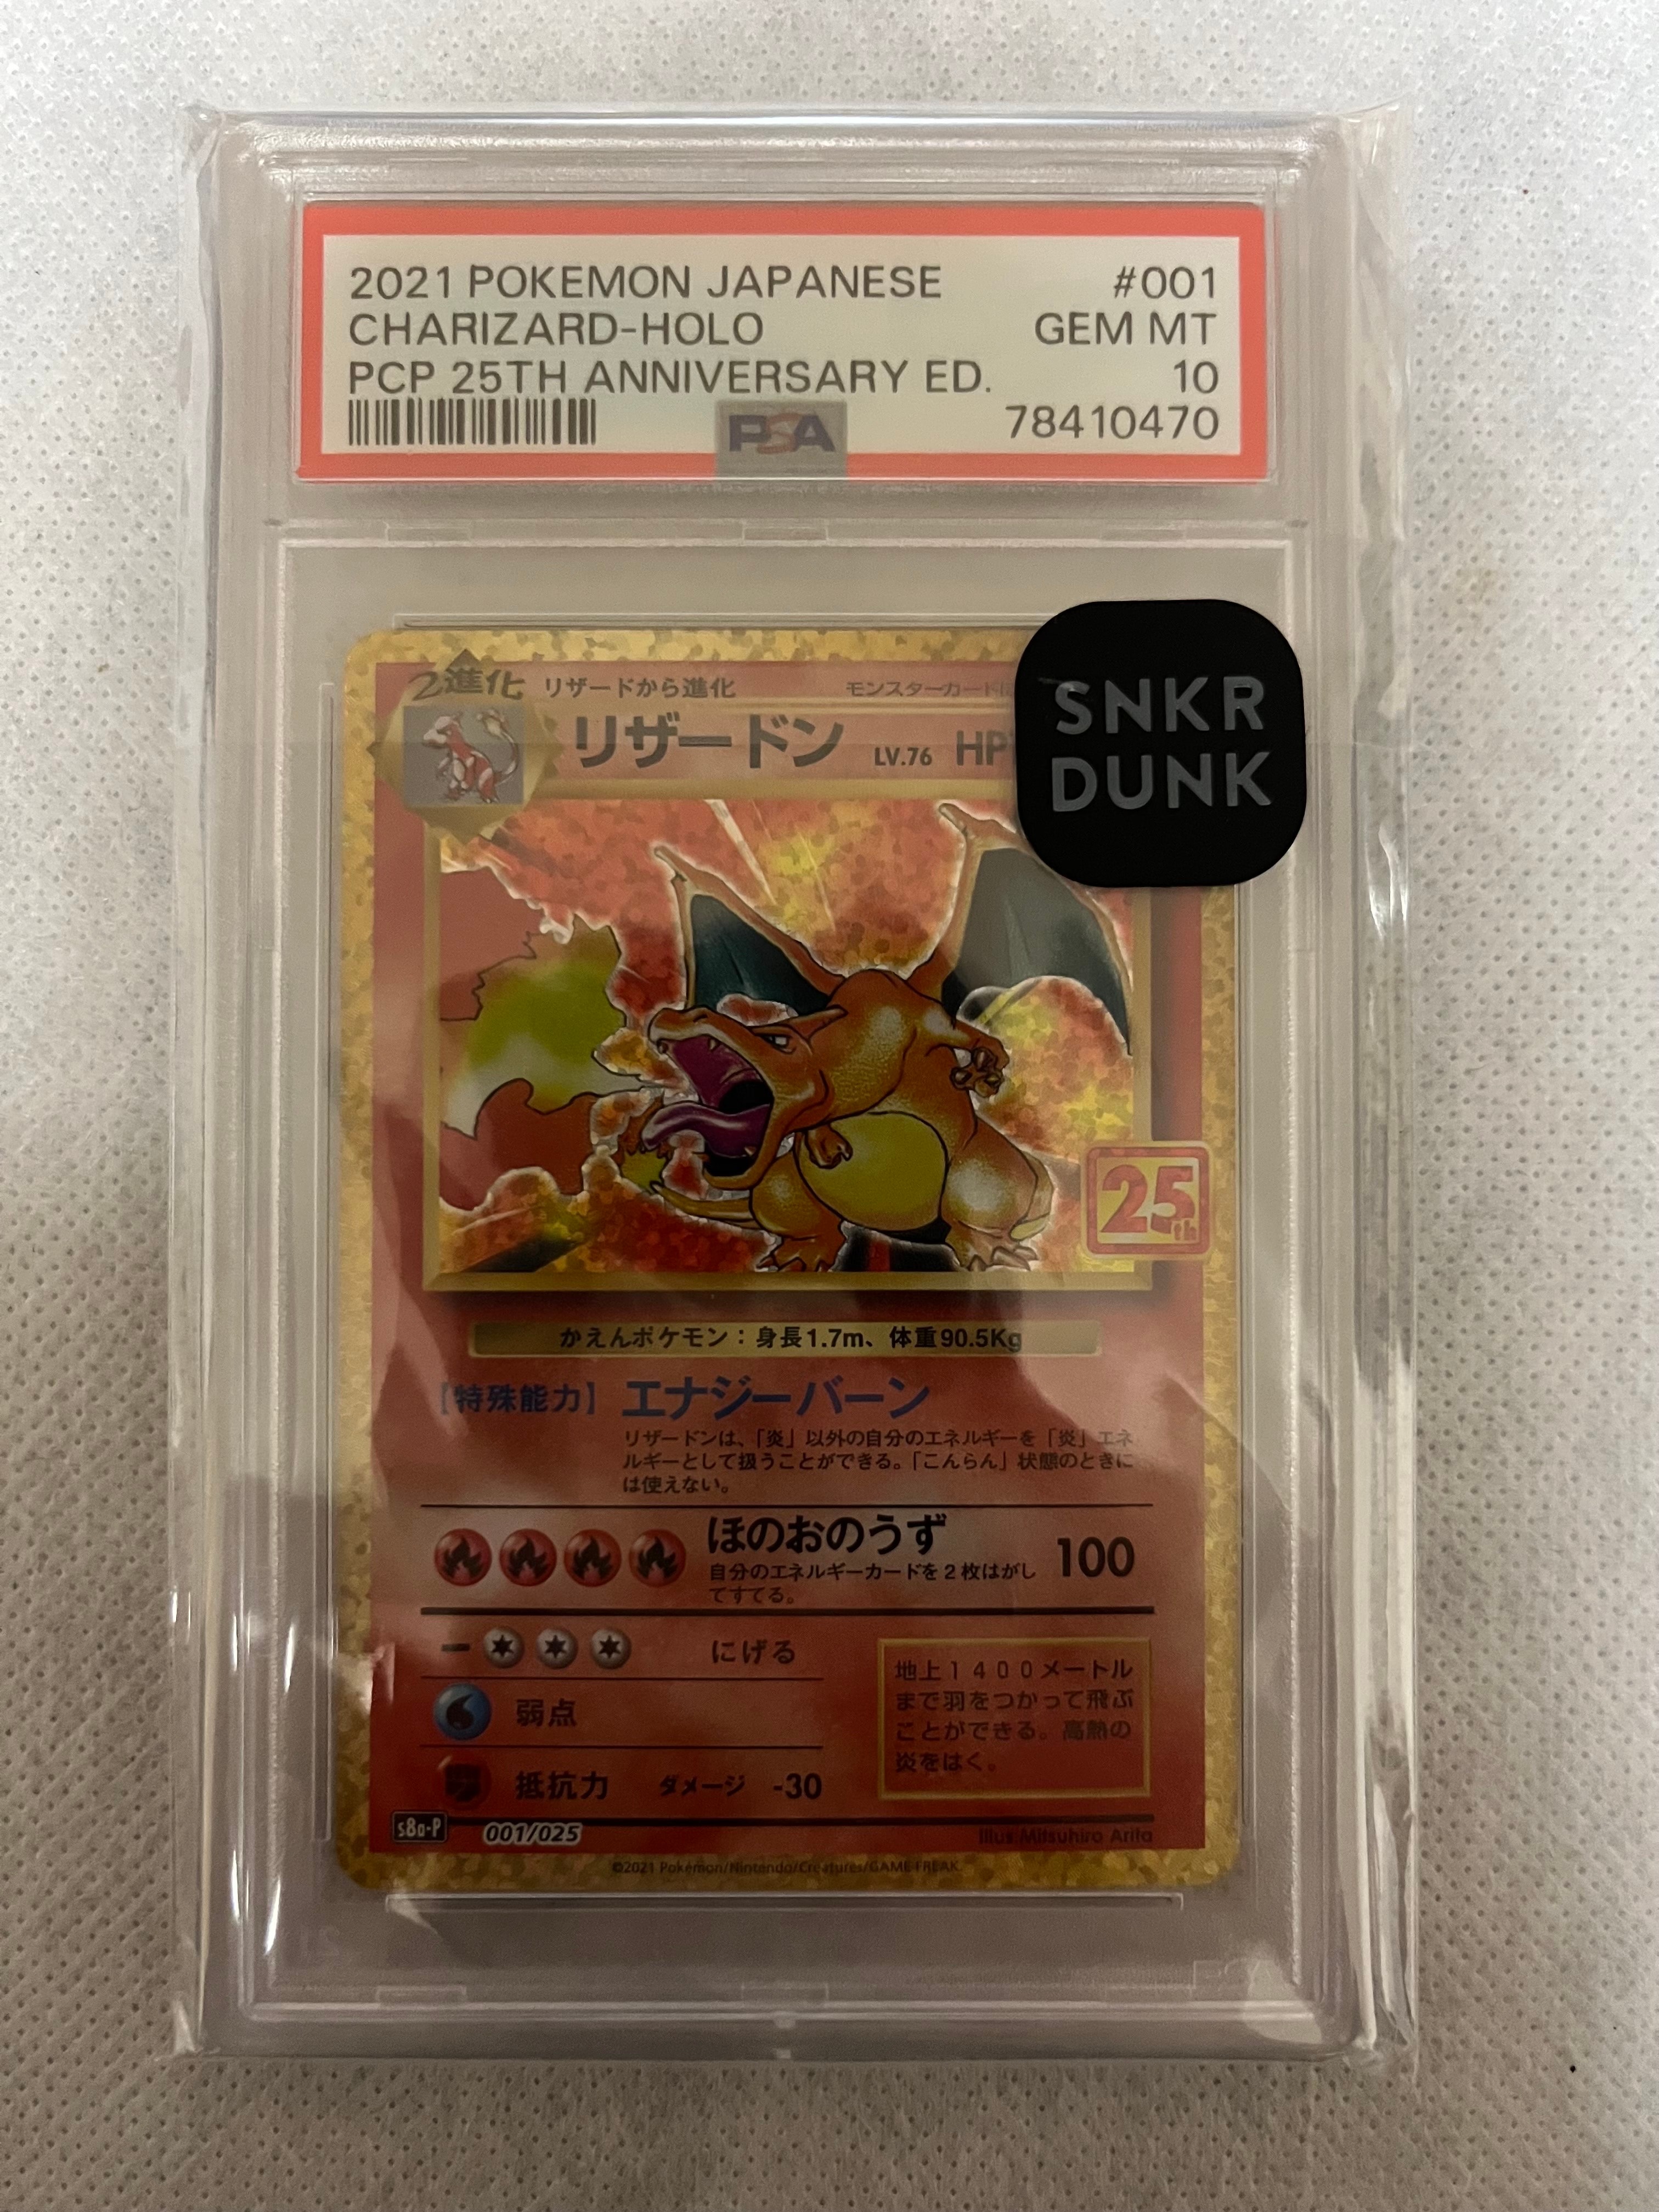 2021 POKEMON JAPANESE #001
CHARIZARD-HOLO GEM MT
PCP 25TH ANNIVERSARY ED. 10
PSA 78410470
SNKR
DUNK
2進化 リザードから進化 モンスターカードに
リザードン LV.76 HP
25th
かえんポケモン：身長1.7m、体重90.5Kg
【特殊能力】 エナジーバーン
リザードンは、「炎」以外の自分のエネルギーを「炎」エネ
ルギーとして扱うことができる。「こんらん」状態のときに
は使えない。
ほのおのうず 100
自分のエネルギーカードを2枚はがし
てすてる。
にげる
弱点
抵抗力 ダメージ -30
地上1400メートル
まで羽をつかって飛ぶ
ことができる。高熱の
炎をはく。
s8a-P 001/025 Illus. Mitsuhiro Arita
©2021 Pokémon/Nintendo/Creatures/GAME FREAK.